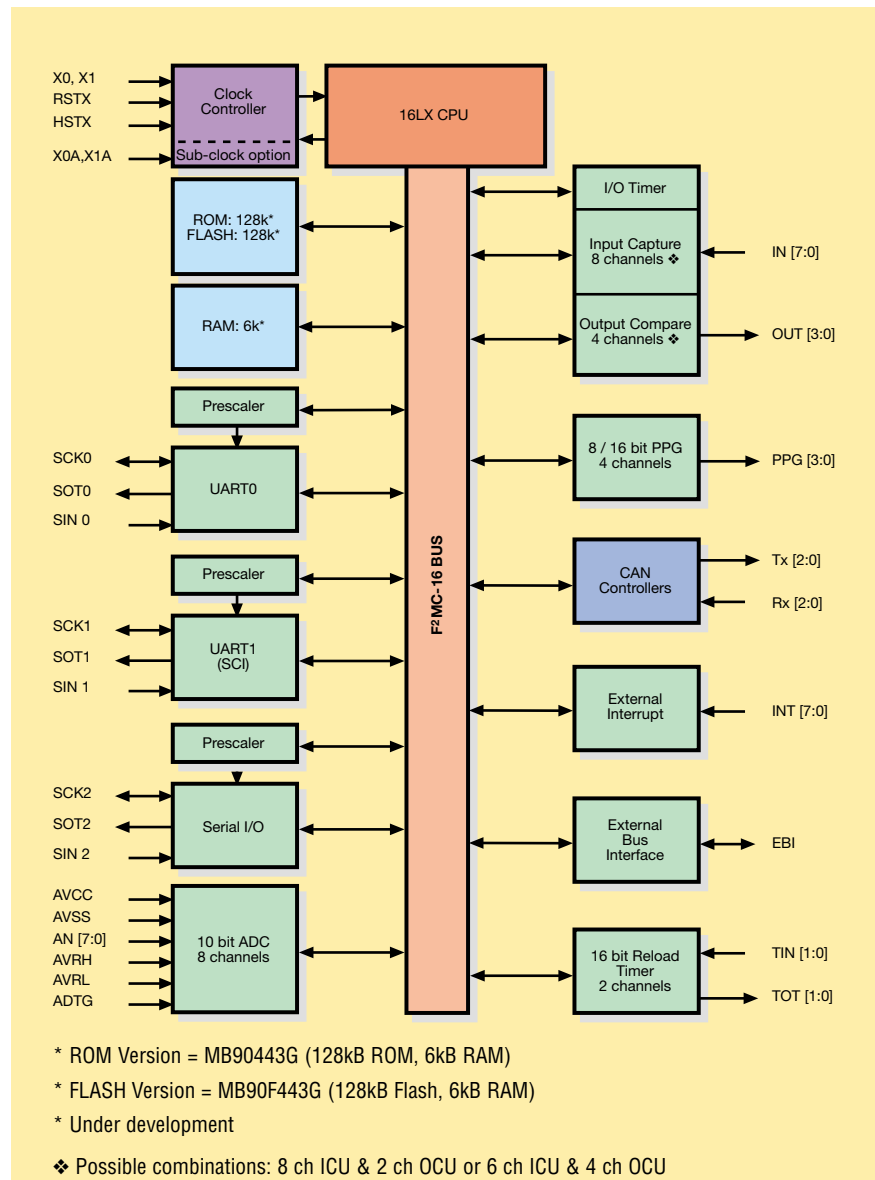 X0, X1
RSTX
HSTX
X0A,X1A
Clock
Controller
Sub-clock option
16LX CPU
ROM: 128k*
FLASH: 128k*
RAM: 6k*
Prescaler
SCK0
SOT0
SIN 0
UART0
Prescaler
SCK1
SOT1
SIN 1
UART1
(SCI)
Prescaler
SCK2
SOT2
SIN 2
Serial I/O
AVCC
AVSS
AN [7:0]
AVRH
AVRL
ADTG
10 bit ADC
8 channels
F²MC-16 BUS
I/O Timer
Input Capture
8 channels ❖
IN [7:0]
Output Compare
4 channels ❖
OUT [3:0]
8 / 16 bit PPG
4 channels
PPG [3:0]
CAN
Controllers
Tx [2:0]
Rx [2:0]
External
Interrupt
INT [7:0]
External
Bus
Interface
EBI
16 bit Reload
Timer
2 channels
TIN [1:0]
TOT [1:0]
* ROM Version = MB90443G (128kB ROM, 6kB RAM)
* FLASH Version = MB90F443G (128kB Flash, 6kB RAM)
* Under development
❖ Possible combinations: 8 ch ICU & 2 ch OCU or 6 ch ICU & 4 ch OCU